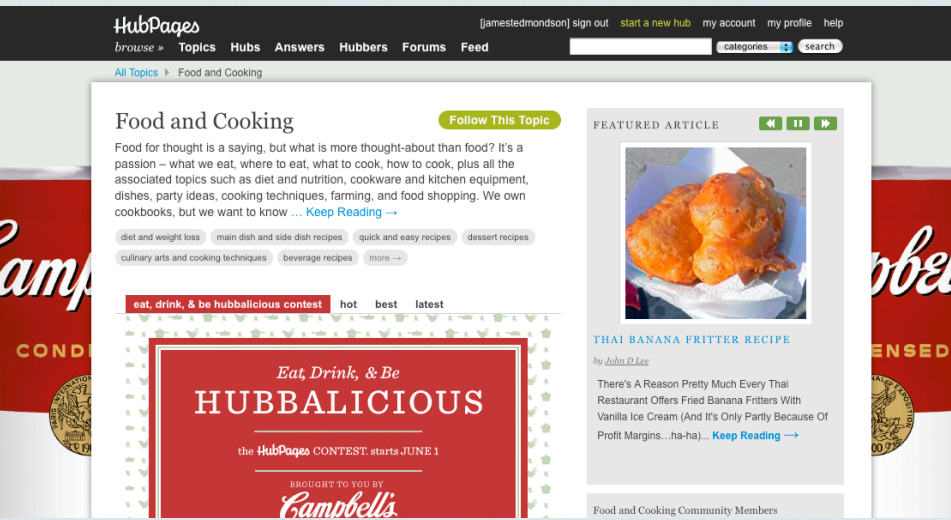 HubPages
[jamestedmondson] sign out start a new hub my account my profile help
browse » Topics Hubs Answers Hubbers Forums Feed
categories search
All Topics Food and Cooking
Food and Cooking
Follow This Topic
Food for thought is a saying, but what is more thought-about than food? It's a
passion – what we eat, where to eat, what to cook, how to cook, plus all the
associated topics such as diet and nutrition, cookware and kitchen equipment,
dishes, party ideas, cooking techniques, farming, and food shopping. We own
cookbooks, but we want to know … Keep Reading →
diet and weight loss main dish and side dish recipes quick and easy recipes dessert recipes
culinary arts and cooking techniques beverage recipes more →
eat, drink, & be hubbalicious contest hot best latest
Eat, Drink, & Be
HUBBALICIOUS
the HubPages CONTEST. starts JUNE 1
BROUGHT TO YOU BY
Campbell's
FEATURED ARTICLE
THAI BANANA FRITTER RECIPE
by John D Lee
There's A Reason Pretty Much Every Thai
Restaurant Offers Fried Banana Fritters With
Vanilla Ice Cream (And It's Only Partly Because Of
Profit Margins…ha-ha)... Keep Reading →
Food and Cooking Community Members
Camp
COND
pbe
ENSED